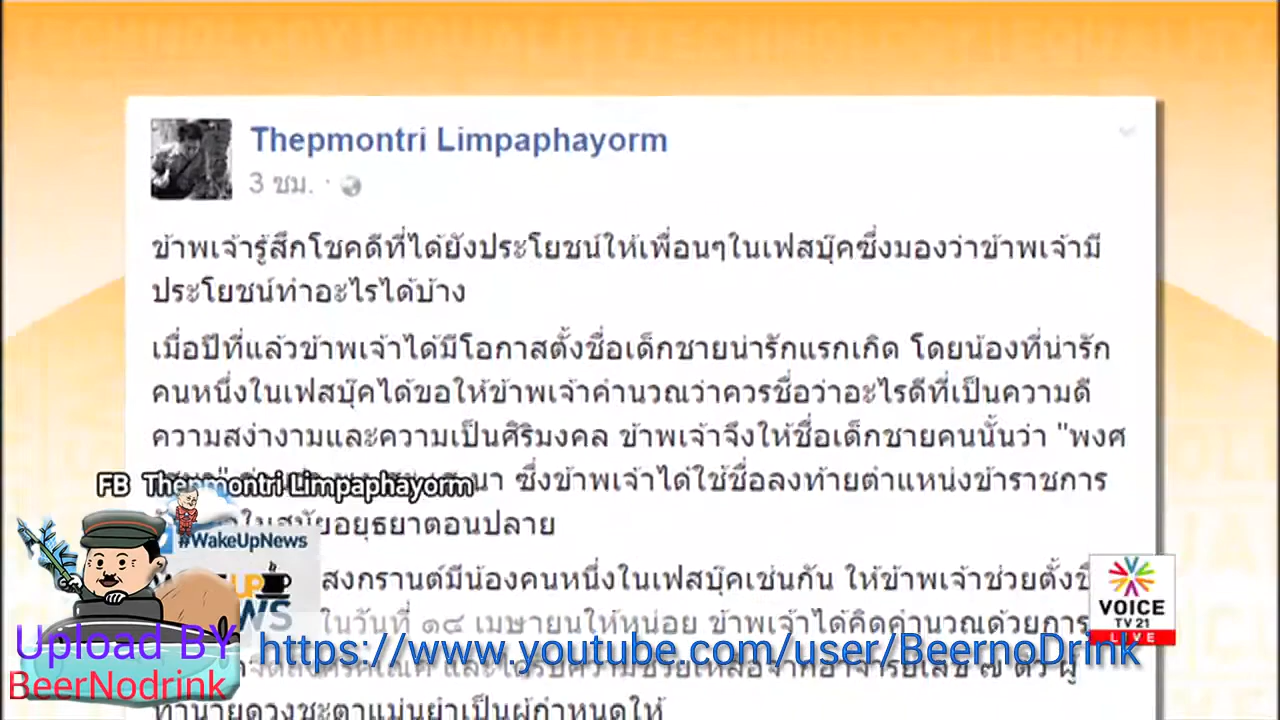 Thepmontri Limpaphayorm
3 ชม.
ข้าพเจ้ารู้สึกโชคดีที่ได้ยังประโยชน์ให้เพื่อนๆในเฟสบุ๊คซึ่งมองว่าข้าพเจ้ามี
ประโยชน์ทำอะไรได้บ้าง
เมื่อปีที่แล้วข้าพเจ้าได้มีโอกาสตั้งชื่อเด็กชายน่ารักแรกเกิด โดยน้องที่น่ารัก
คนหนึ่งในเฟสบุ๊คได้ขอให้ข้าพเจ้าคำนวณว่าควรชื่อว่าอะไรดีที่เป็นความดี
ความสง่างามและความเป็นศิริมงคล ข้าพเจ้าจึงให้ชื่อเด็กชายคนนั้นว่า "พงศ
ซึ่งข้าพเจ้าได้ใช้ชื่อลงท้ายตำแหน่งข้าราชการ
FB Thepmontri Limpaphayorm
ในสมัยอยุธยาตอนปลาย
#WakeUpNews
สงกรานต์มีน้องคนหนึ่งในเฟสบุ๊คเช่นกัน ให้ข้าพเจ้าช่วยตั้ง
ในวันที่ ๑๔ เมษายนให้หน่อย ข้าพเจ้าได้คิดคำนวณด้วยการ
VOICE
TV 21
LIVE
Upload BY
BeerNodrink
https://www.youtube.com/user/BeernoDrink
ทำนายดวงชะตาแม่นยำเป็นผู้กำหนดให้